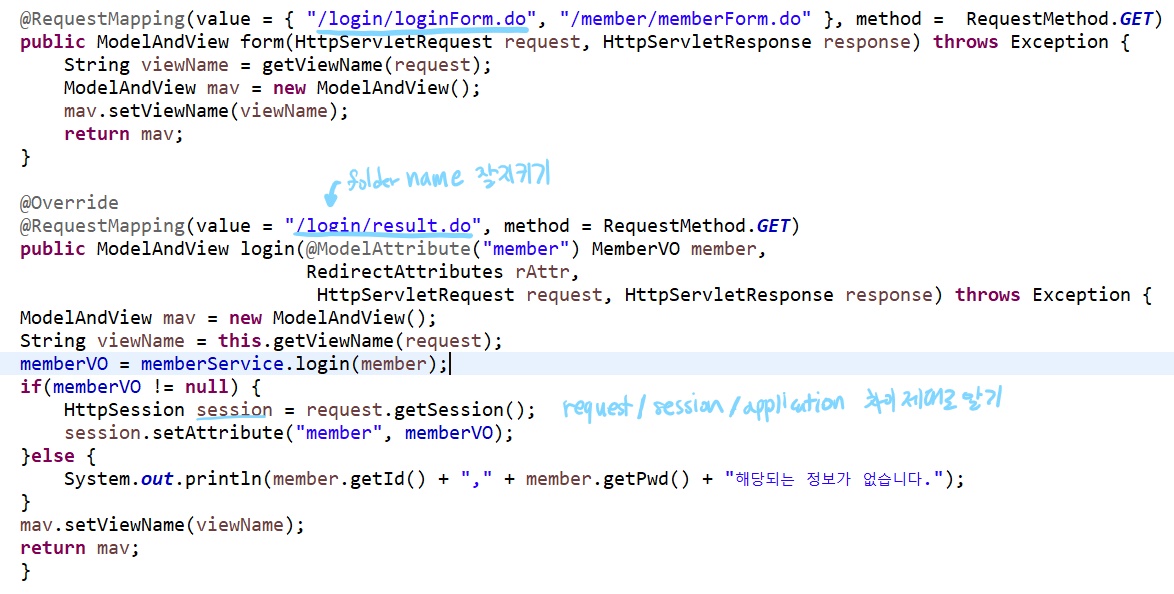 @RequestMapping(value = { "/login/loginForm.do", "/member/memberForm.do" }, method =  RequestMethod.GET)
public ModelAndView form(HttpServletRequest request, HttpServletResponse response) throws Exception {
    String viewName = getViewName(request);
    ModelAndView mav = new ModelAndView();
    mav.setViewName(viewName);
    return mav;
}
folder name 잘지키기
@Override
@RequestMapping(value = "/login/result.do", method = RequestMethod.GET)
public ModelAndView login(@ModelAttribute("member") MemberVO member,
                          RedirectAttributes rAttr,
                           HttpServletRequest request, HttpServletResponse response) throws Exception {
ModelAndView mav = new ModelAndView();
String viewName = this.getViewName(request);
memberVO = memberService.login(member);
if(memberVO != null) {
    HttpSession session = request.getSession();
request/session/application 차이 제대로 알기
    session.setAttribute("member", memberVO);
}else {
    System.out.println(member.getId() + "," + member.getPwd() + "해당되는 정보가 없습니다.");
}
mav.setViewName(viewName);
return mav;
}